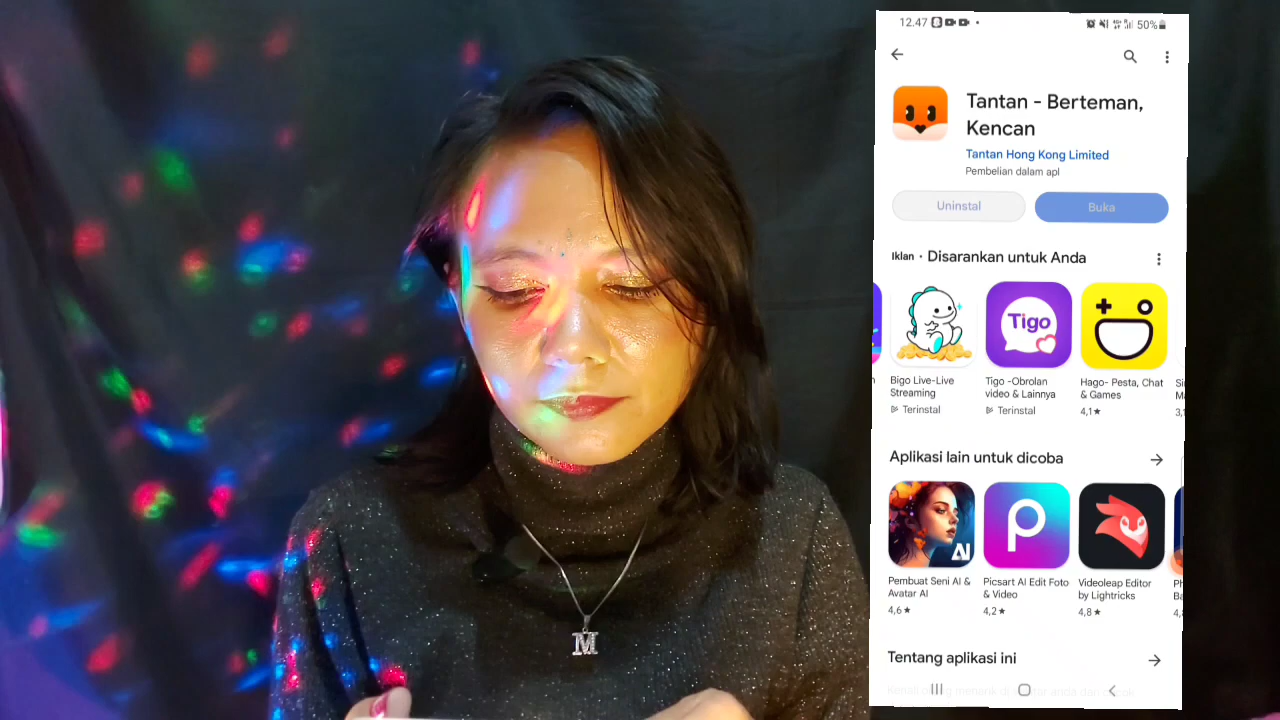 12.47
50%
Tantan - Berteman,
Kencan
Tantan Hong Kong Limited
Pembelian dalam apl
Uninstal
Buka
Iklan • Disarankan untuk Anda
Tigo
Bigo Live-Live
Streaming
Terinstal
Tigo -Obrolan
video & Lainnya
Terinstal
Hago- Pesta, Chat
& Games
4,1★
Aplikasi lain untuk dicoba
AI
P
Pembuat Seni AI &
Avatar AI
4,6★
Picsart AI Edit Foto
& Video
4,2★
Videoleap Editor
by Lightricks
4,8★
Tentang aplikasi ini
M